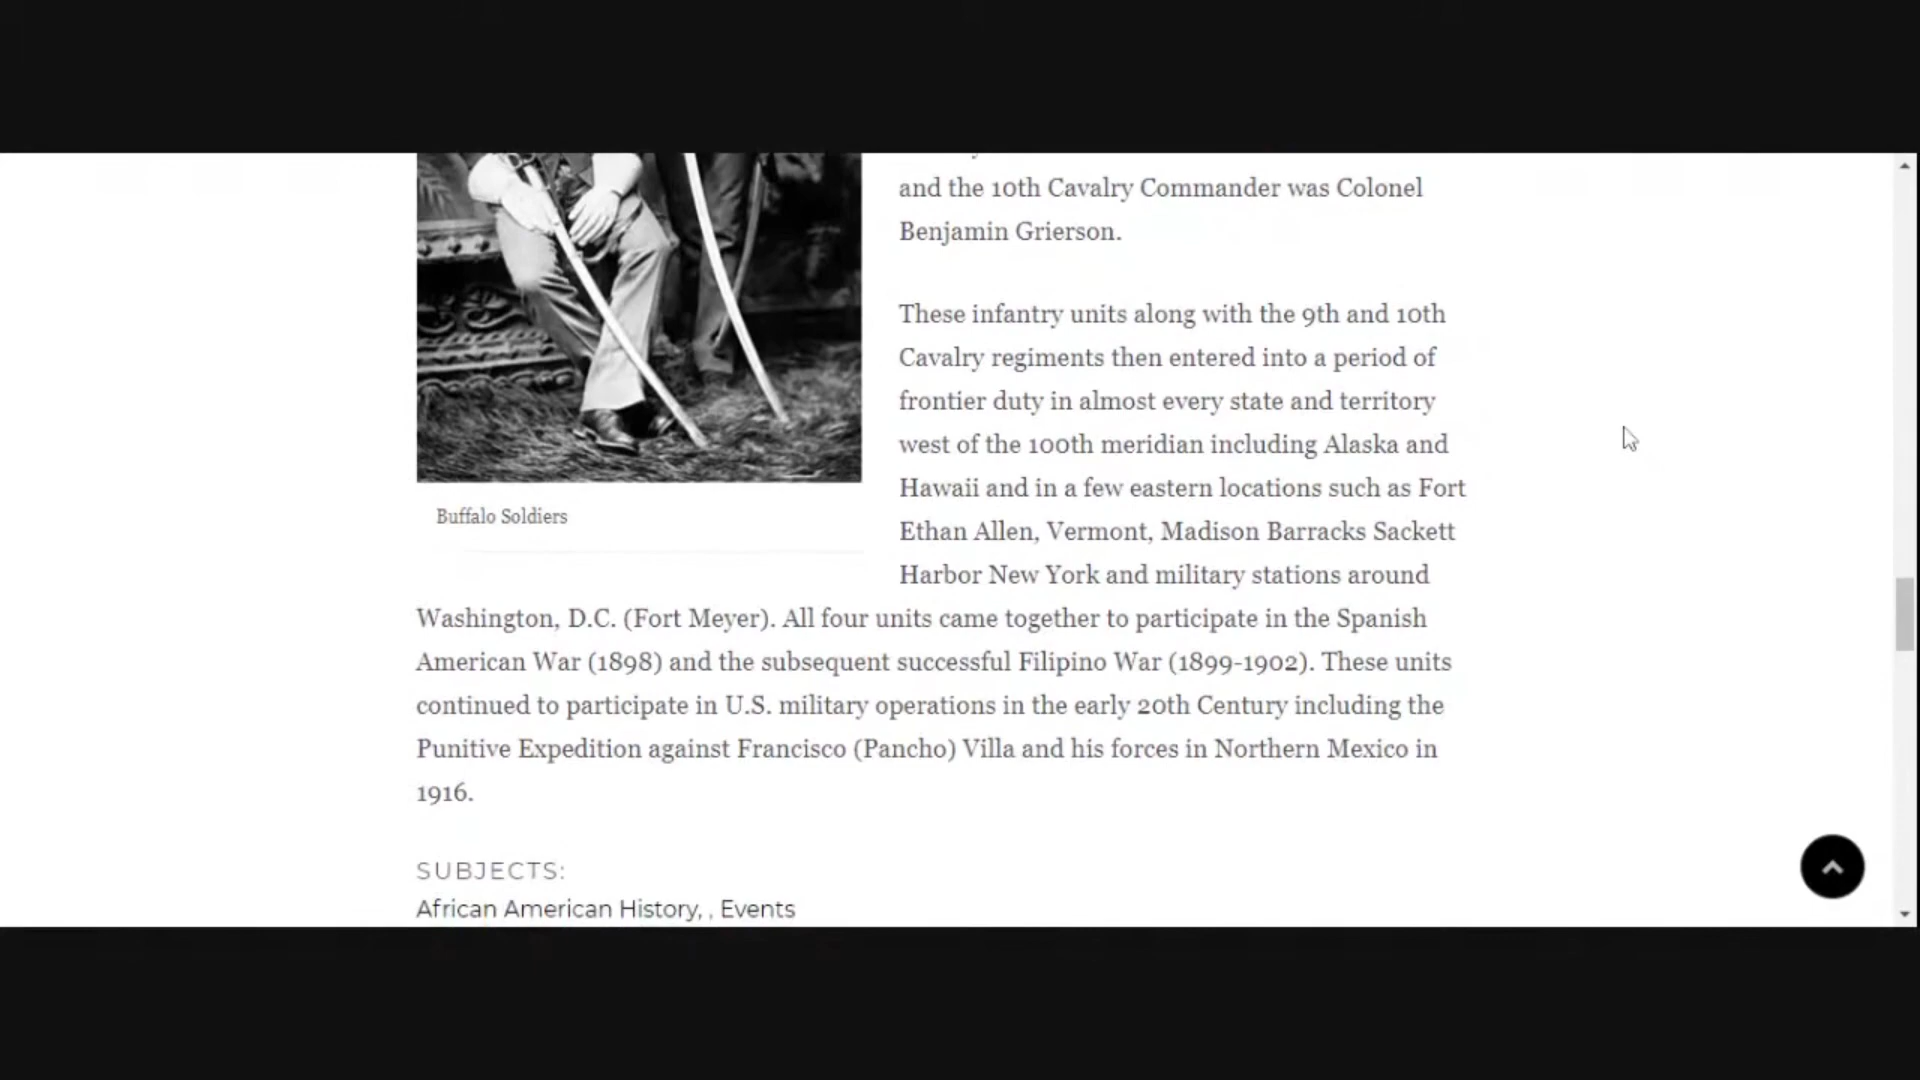 and the 10th Cavalry Commander was Colonel
Benjamin Grierson.
These infantry units along with the 9th and 10th
Cavalry regiments then entered into a period of
frontier duty in almost every state and territory
west of the 100th meridian including Alaska and
Hawaii and in a few eastern locations such as Fort
Ethan Allen, Vermont, Madison Barracks Sackett
Harbor New York and military stations around
Washington, D.C. (Fort Meyer). All four units came together to participate in the Spanish
American War (1898) and the subsequent successful Filipino War (1899-1902). These units
continued to participate in U.S. military operations in the early 20th Century including the
Punitive Expedition against Francisco (Pancho) Villa and his forces in Northern Mexico in
1916.
Buffalo Soldiers
SUBJECTS:
African American History, , Events